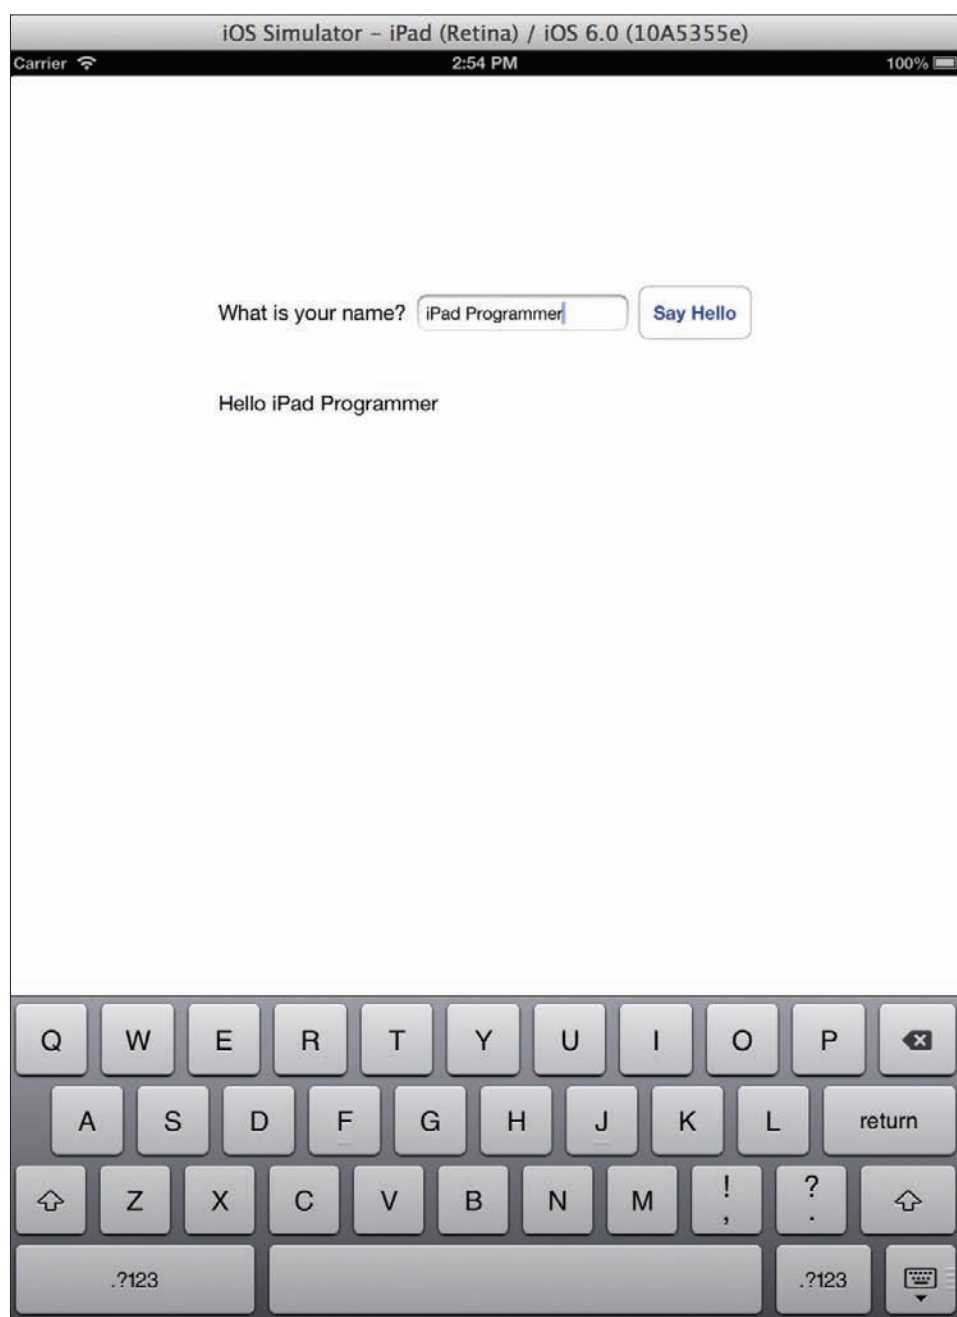 iOS Simulator – iPad (Retina) / iOS 6.0 (10A5355e)
Carrier 2:54 PM 100%
What is your name? iPad Programmer Say Hello
Hello iPad Programmer
Q W E R T Y U I O P
A S D F G H J K L return
Z X C V B N M ! , ? .
.?123 .?123